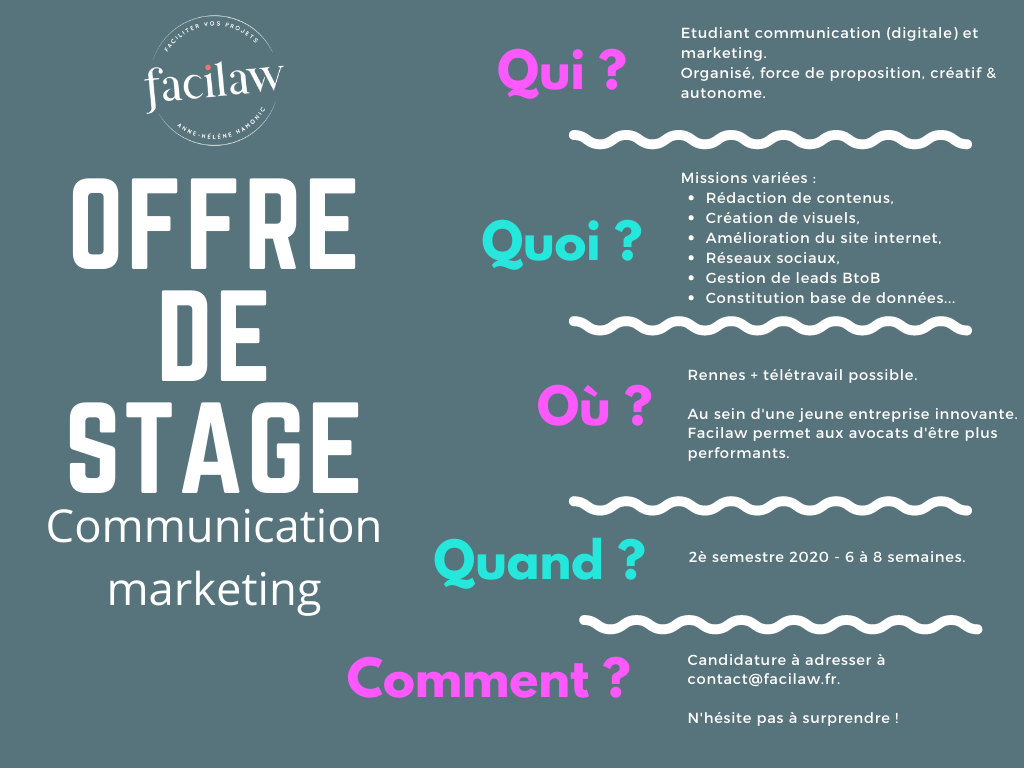 FACILITER VOS PROJETS
facilaw
ANNE-HÉLÈNE HAMONIC
OFFRE
DE
STAGE
Communication
marketing
Qui ?
Etudiant communication (digitale) et
marketing.
Organisé, force de proposition, créatif &
autonome.
Quoi ?
Missions variées :
• Rédaction de contenus,
• Création de visuels,
• Amélioration du site internet,
• Réseaux sociaux,
• Gestion de leads BtoB
• Constitution base de données...
Où ?
Rennes + télétravail possible.
Au sein d'une jeune entreprise innovante.
Facilaw permet aux avocats d'être plus
performants.
Quand ?
2è semestre 2020 - 6 à 8 semaines.
Comment ?
Candidature à adresser à
contact@facilaw.fr.
N'hésite pas à surprendre !